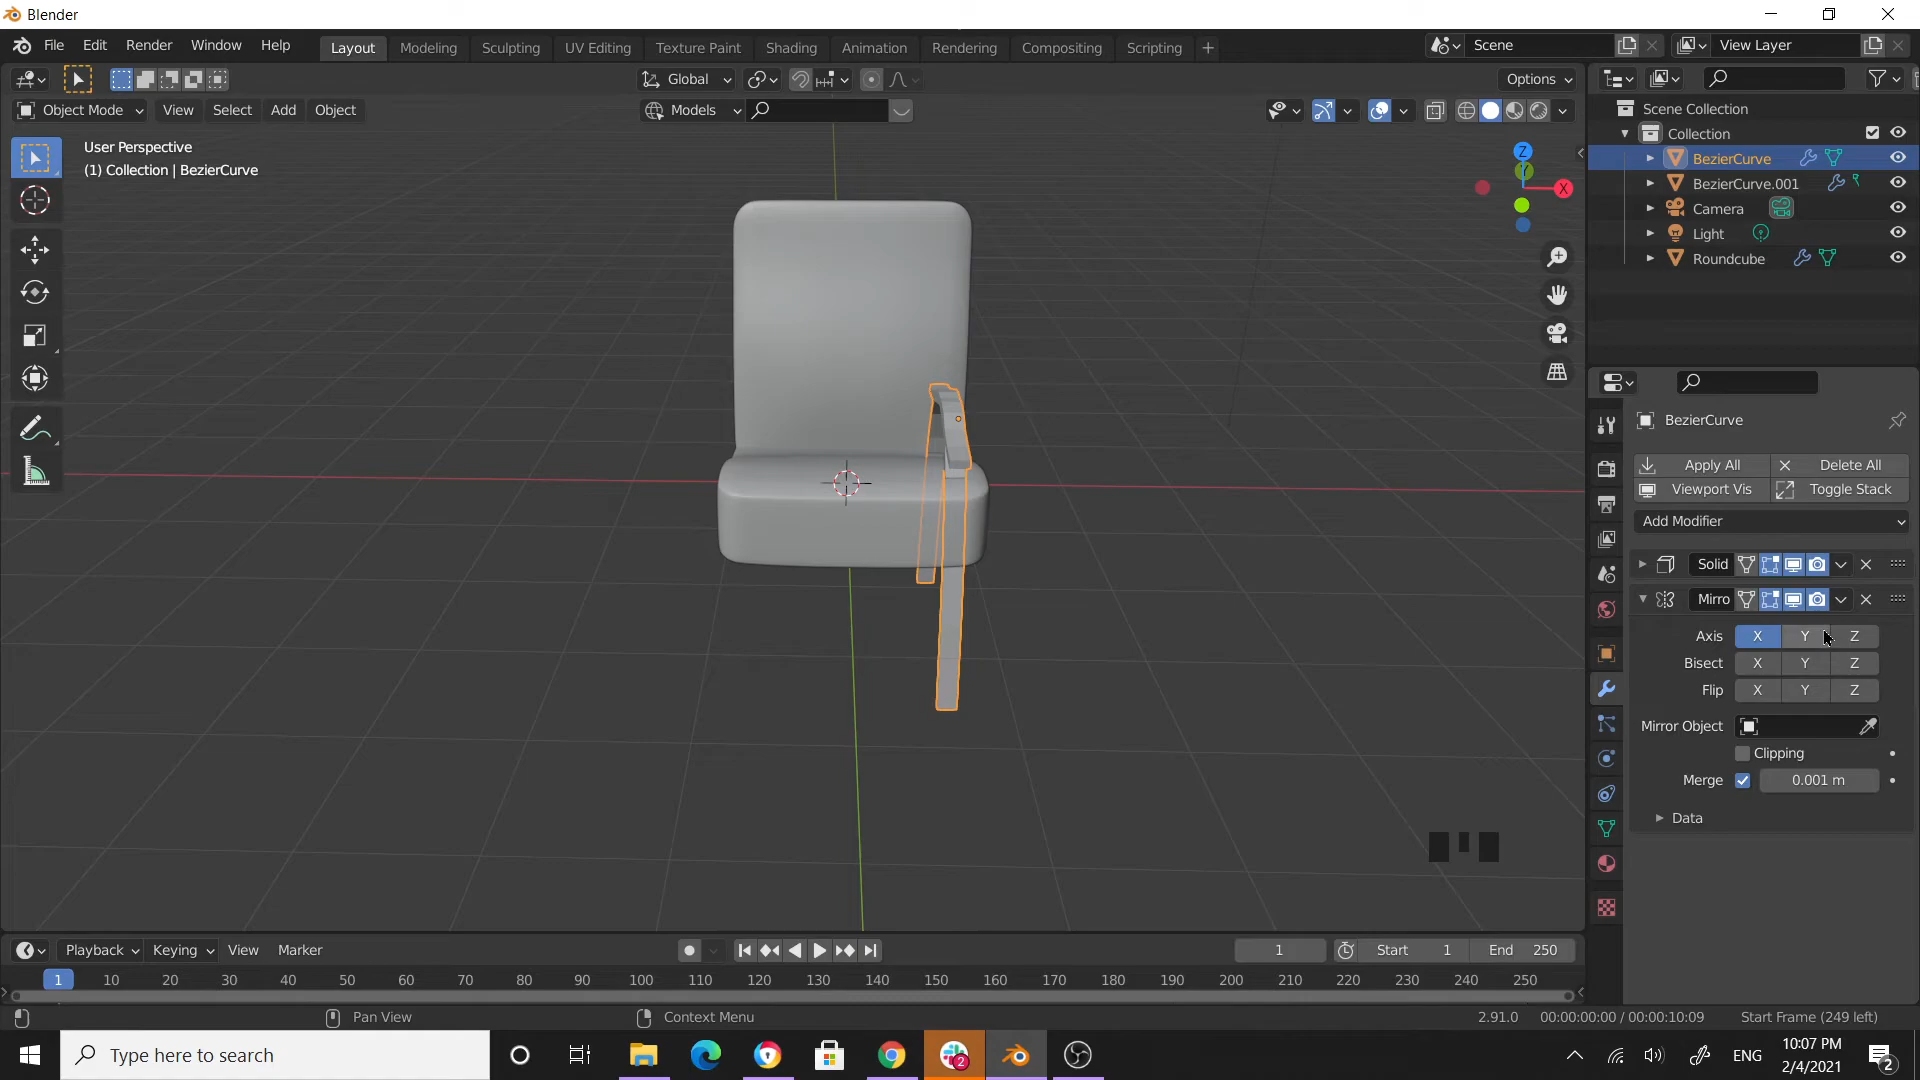 Blender
File Edit Render Window Help
Layout Modeling Sculpting UV Editing Texture Paint Shading Animation Rendering Compositing Scripting +
Scene
View Layer
Global
Options
Object Mode View Select Add Object
Models
User Perspective
(1) Collection | BezierCurve
Z
X
Scene Collection
Collection
BezierCurve
BezierCurve.001
Camera
Light
Roundcube
BezierCurve
Apply All Delete All
Viewport Vis Toggle Stack
Add Modifier
Solid
Mirro
Axis X Y Z
Bisect X Y Z
Flip X Y Z
Mirror Object
Clipping
Merge 0.001 m
Data
Playback Keying View Marker
1 Start 1 End 250
1 10 20 30 40 50 60 70 80 90 100 110 120 130 140 150 160 170 180 190 200 210 220 230 240 250
Pan View Context Menu 2.91.0 00:00:00:00 / 00:00:10:09 Start Frame (249 left)
Type here to search
2
ENG
10:07 PM
2/4/2021
2